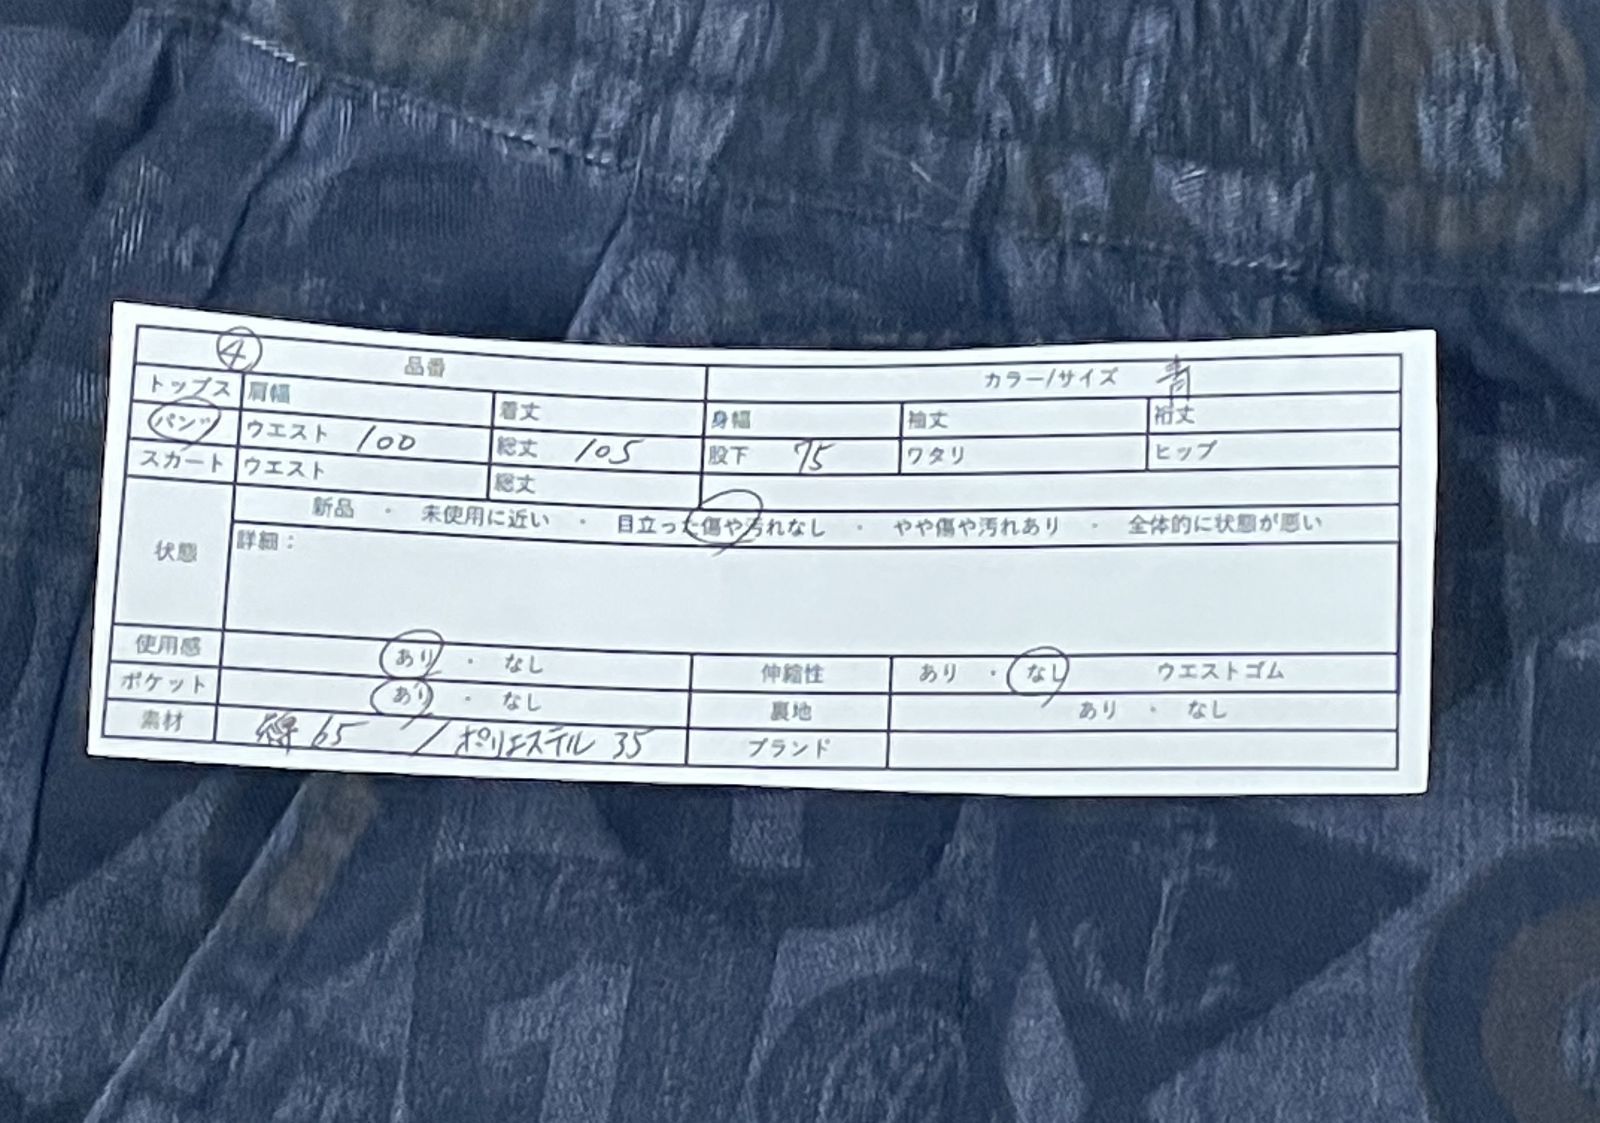 ④ 品番 カラー/サイズ 青
トップス 肩幅 着丈 身幅 袖丈 裄丈
パンツ ウエスト 100 総丈 105 股下 75 ワタリ ヒップ
スカート ウエスト 総丈
状態 新品 ・ 未使用に近い ・ 目立った傷や汚れなし ・ やや傷や汚れあり ・ 全体的に状態が悪い
詳細：
使用感 あり ・ なし 伸縮性 あり ・ なし ウエストゴム
ポケット あり ・ なし 裏地 あり ・ なし
素材 綿 65 / ポリエステル 35 ブランド